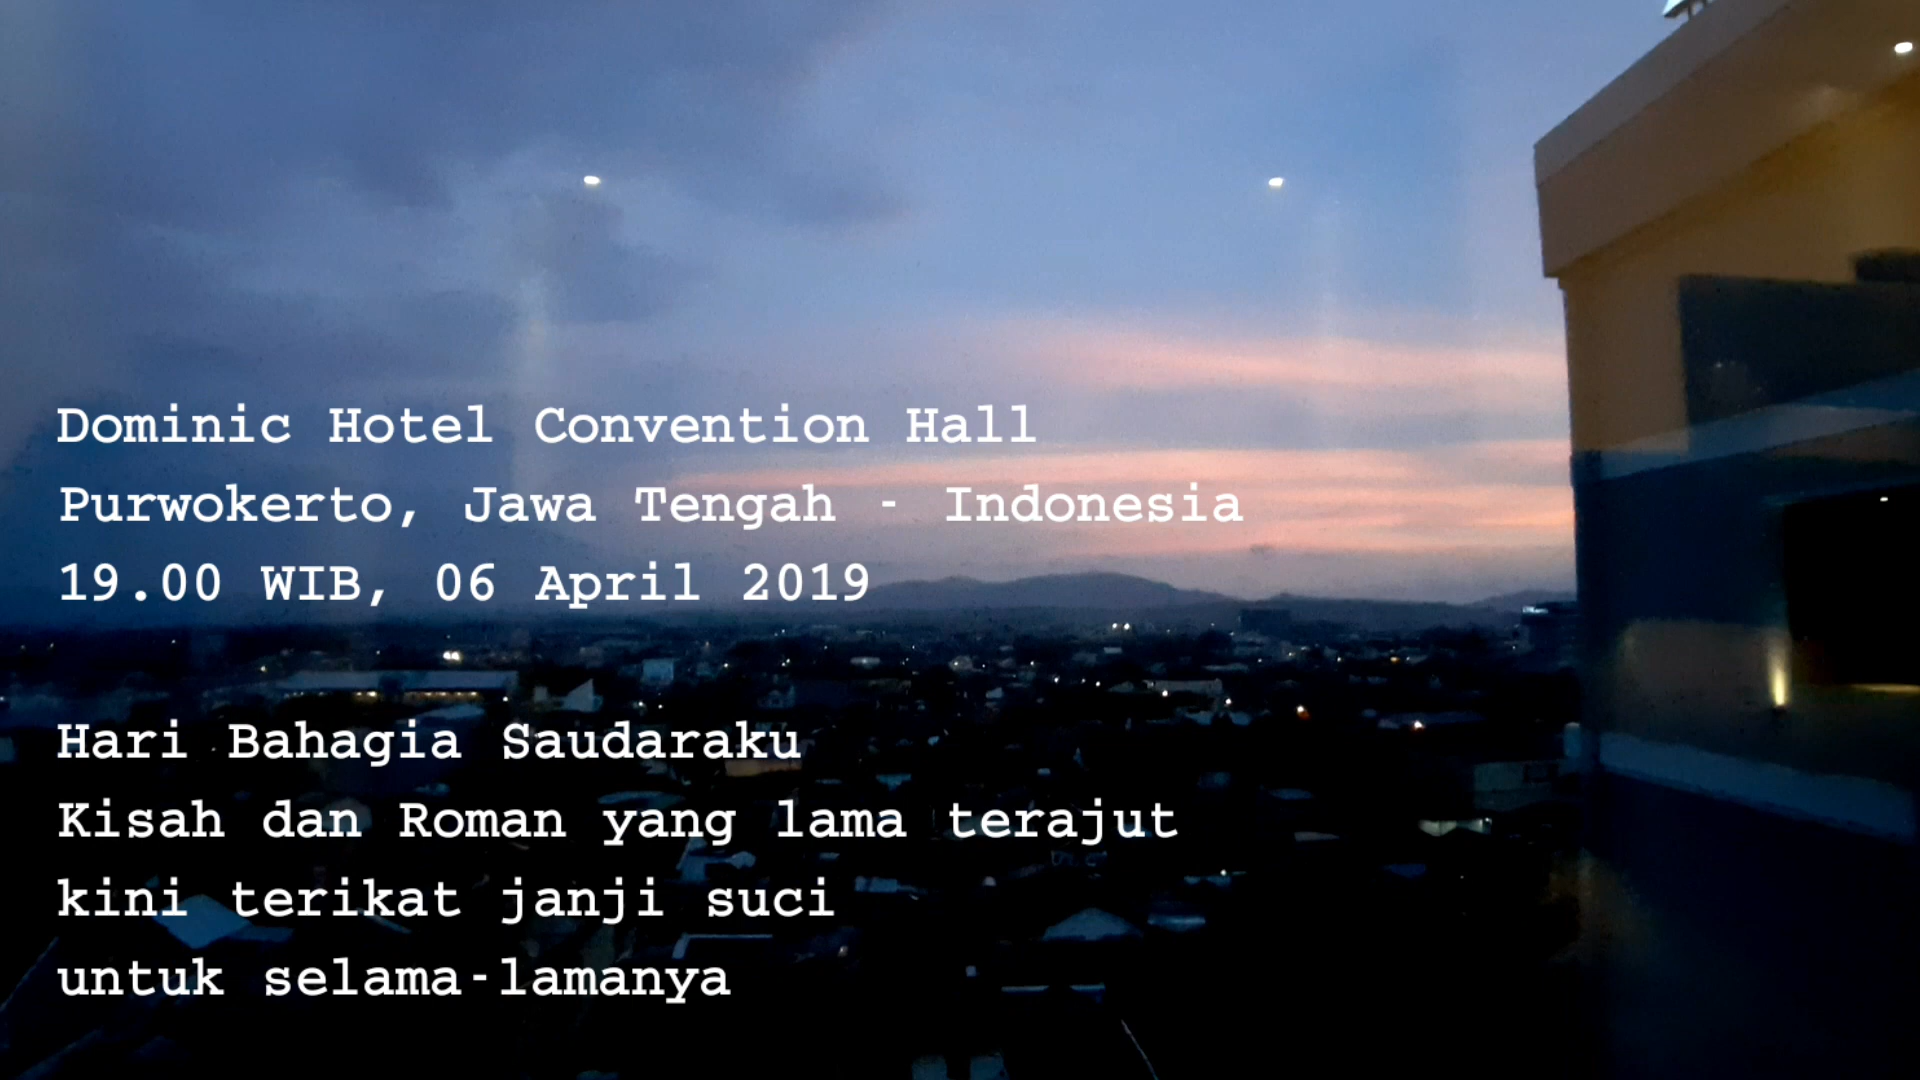 Dominic Hotel Convention Hall
Purwokerto, Jawa Tengah - Indonesia
19.00 WIB, 06 April 2019
Hari Bahagia Saudaraku
Kisah dan Roman yang lama terajut
kini terikat janji suci
untuk selama-lamanya